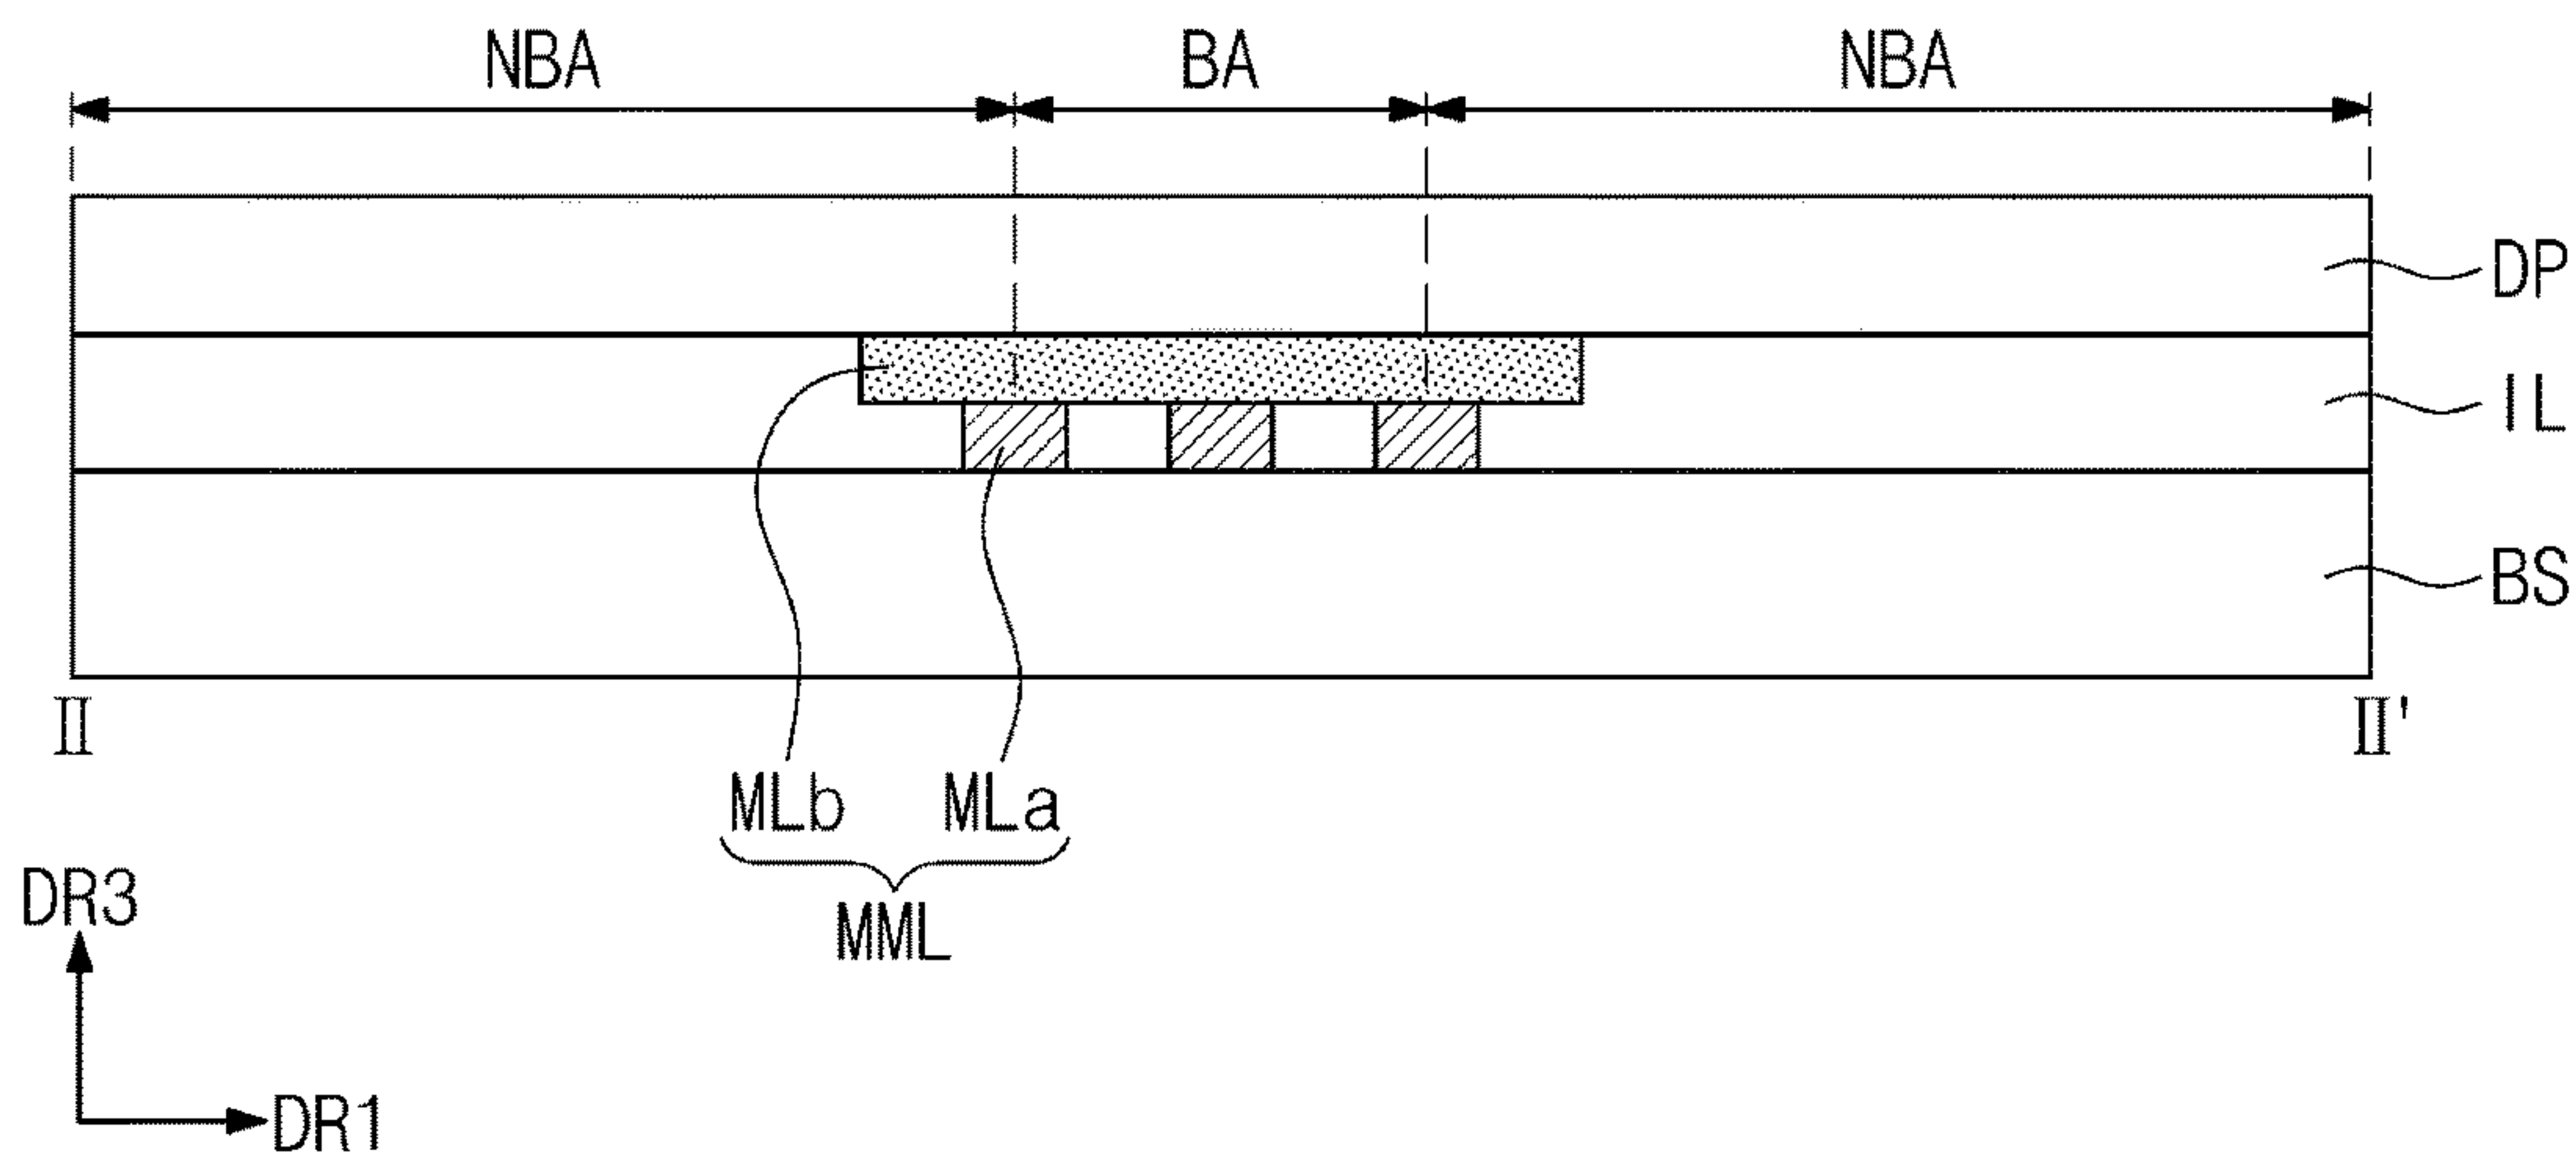 NBA BA NBA
DP
IL
BS
Ⅱ Ⅱ'
MLb MLa
MML
DR3
DR1